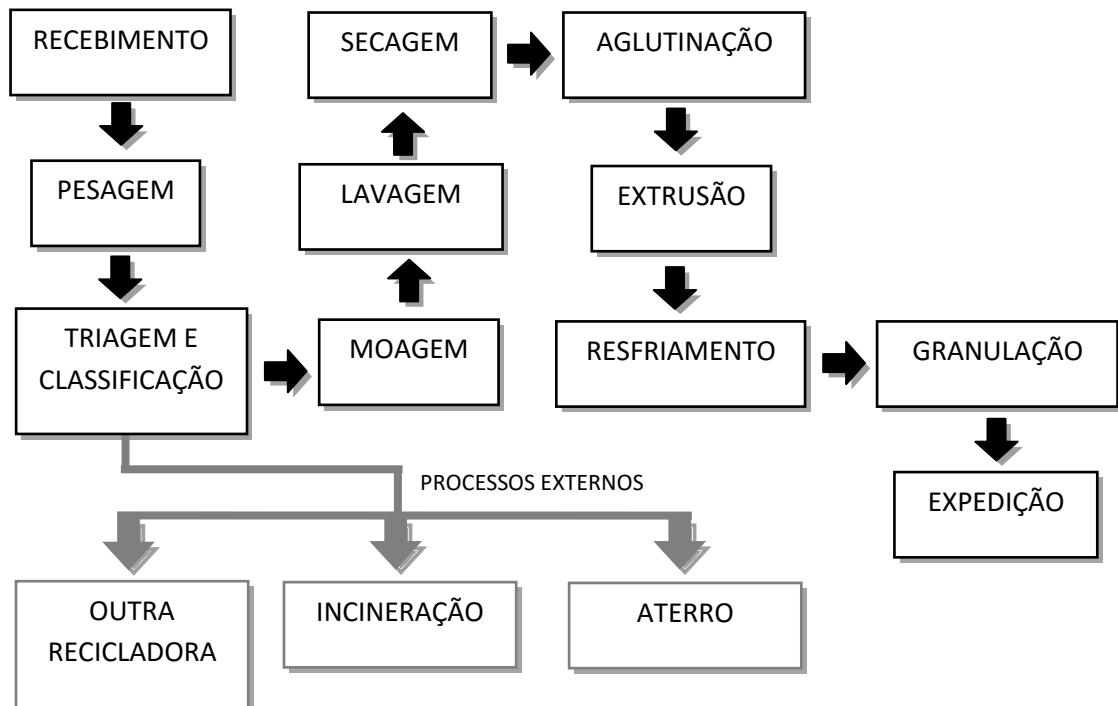 RECEBIMENTO
PESAGEM
TRIAGEM E
CLASSIFICAÇÃO
MOAGEM
LAVAGEM
SECAGEM
AGLUTINAÇÃO
EXTRUSÃO
RESFRIAMENTO
GRANULAÇÃO
EXPEDIÇÃO
PROCESSOS EXTERNOS
OUTRA
RECICLADORA
INCINERAÇÃO
ATERRO